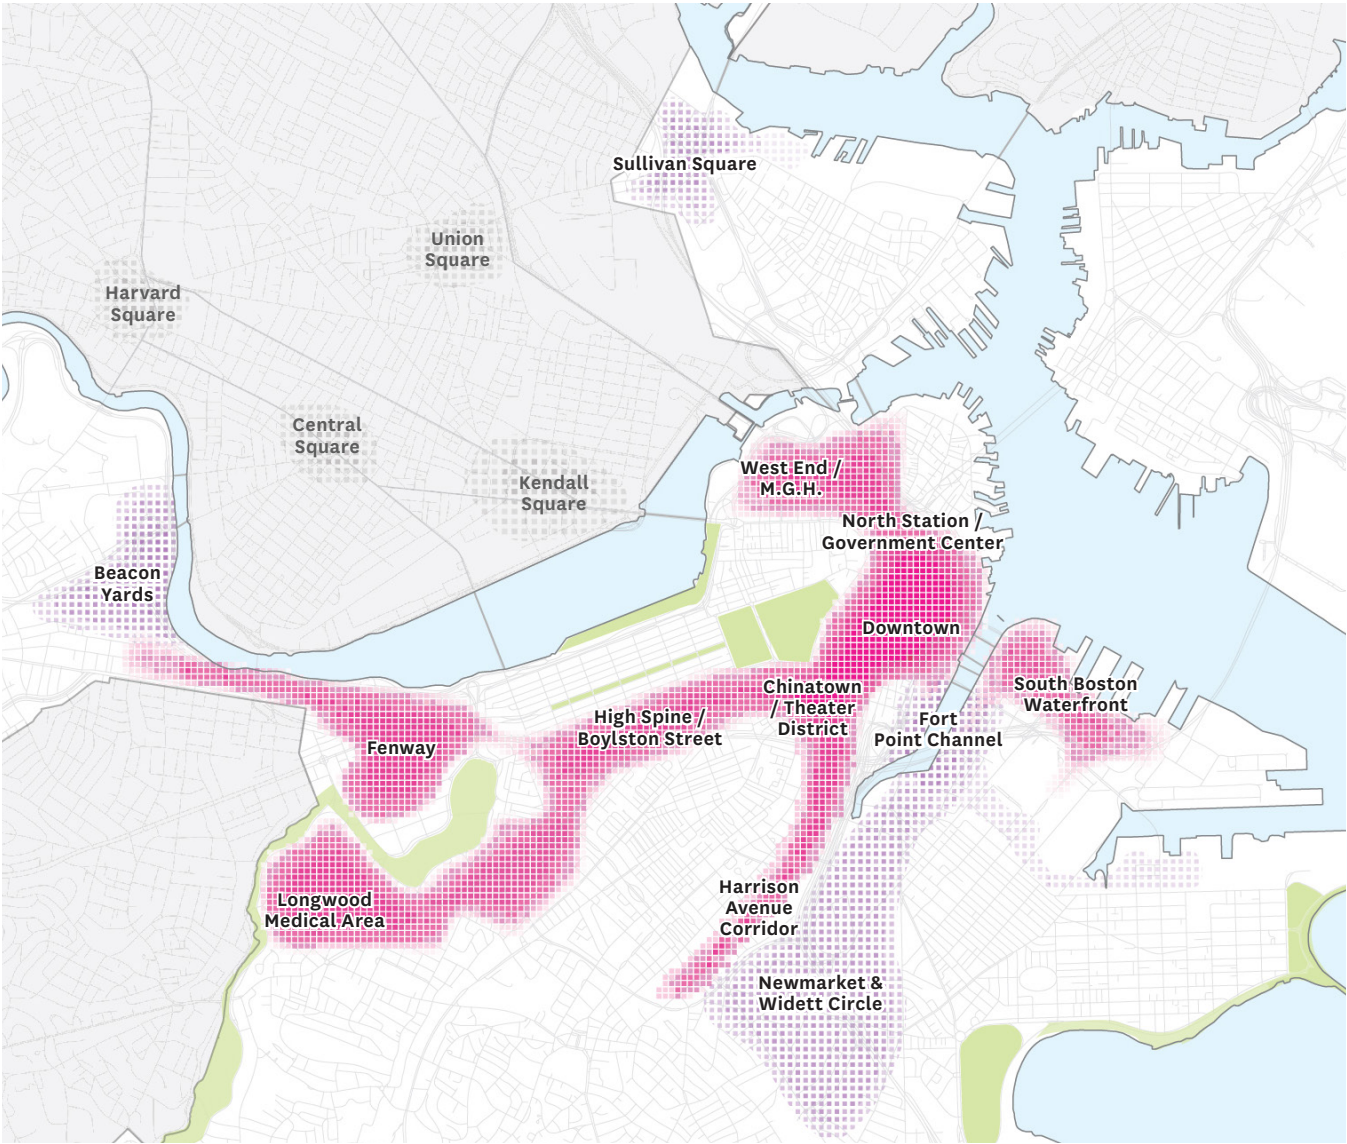 Sullivan Square
Union
Square
Harvard
Square
Central
Square
Kendall
Square
West End /
M.G.H.
North Station /
Government Center
Beacon
Yards
Downtown
Chinatown
/ Theater
District
South Boston
Waterfront
High Spine /
Boylston Street
Fort
Point Channel
Fenway
Longwood
Medical Area
Harrison
Avenue
Corridor
Newmarket &
Widett Circle